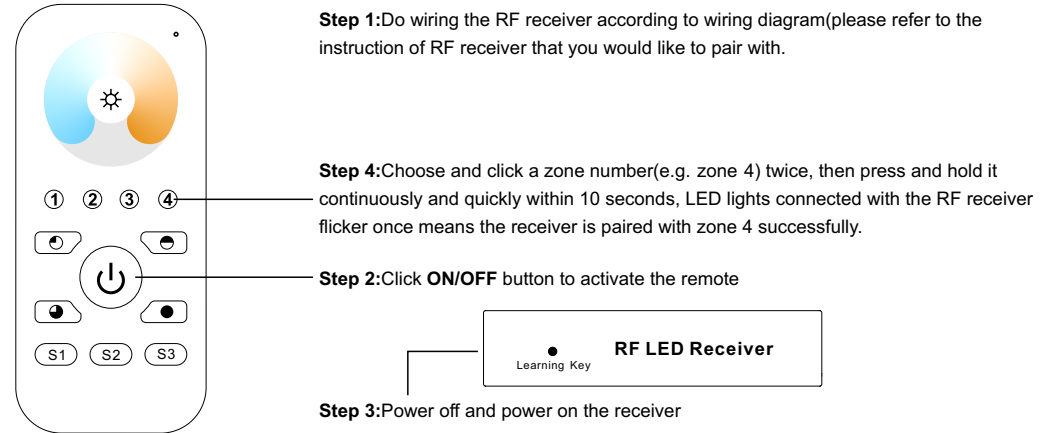 Step 1:Do wiring the RF receiver according to wiring diagram(please refer to the
instruction of RF receiver that you would like to pair with.
Step 4:Choose and click a zone number(e.g. zone 4) twice, then press and hold it
continuously and quickly within 10 seconds, LED lights connected with the RF receiver
flicker once means the receiver is paired with zone 4 successfully.
1 2 3 4
Step 2:Click ON/OFF button to activate the remote
RF LED Receiver
Learning Key
S1 S2 S3
Step 3:Power off and power on the receiver